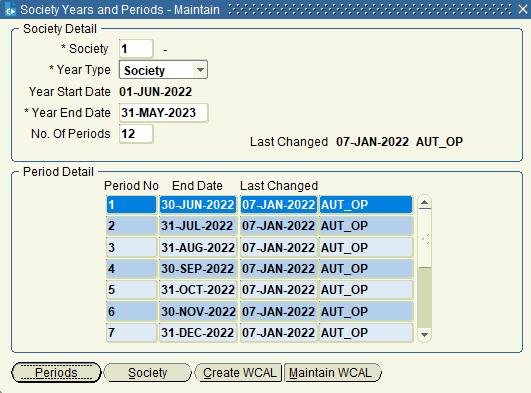 Society Years and Periods - Maintain
Society Detail
* Society 1 -
* Year Type Society
Year Start Date 01-JUN-2022
* Year End Date 31-MAY-2023
No. Of Periods 12
Last Changed 07-JAN-2022 AUT_OP
Period Detail
Period No End Date Last Changed
1 30-JUN-2022 07-JAN-2022 AUT_OP
2 31-JUL-2022 07-JAN-2022 AUT_OP
3 31-AUG-2022 07-JAN-2022 AUT_OP
4 30-SEP-2022 07-JAN-2022 AUT_OP
5 31-OCT-2022 07-JAN-2022 AUT_OP
6 30-NOV-2022 07-JAN-2022 AUT_OP
7 31-DEC-2022 07-JAN-2022 AUT_OP
Periods Society Create WCAL Maintain WCAL